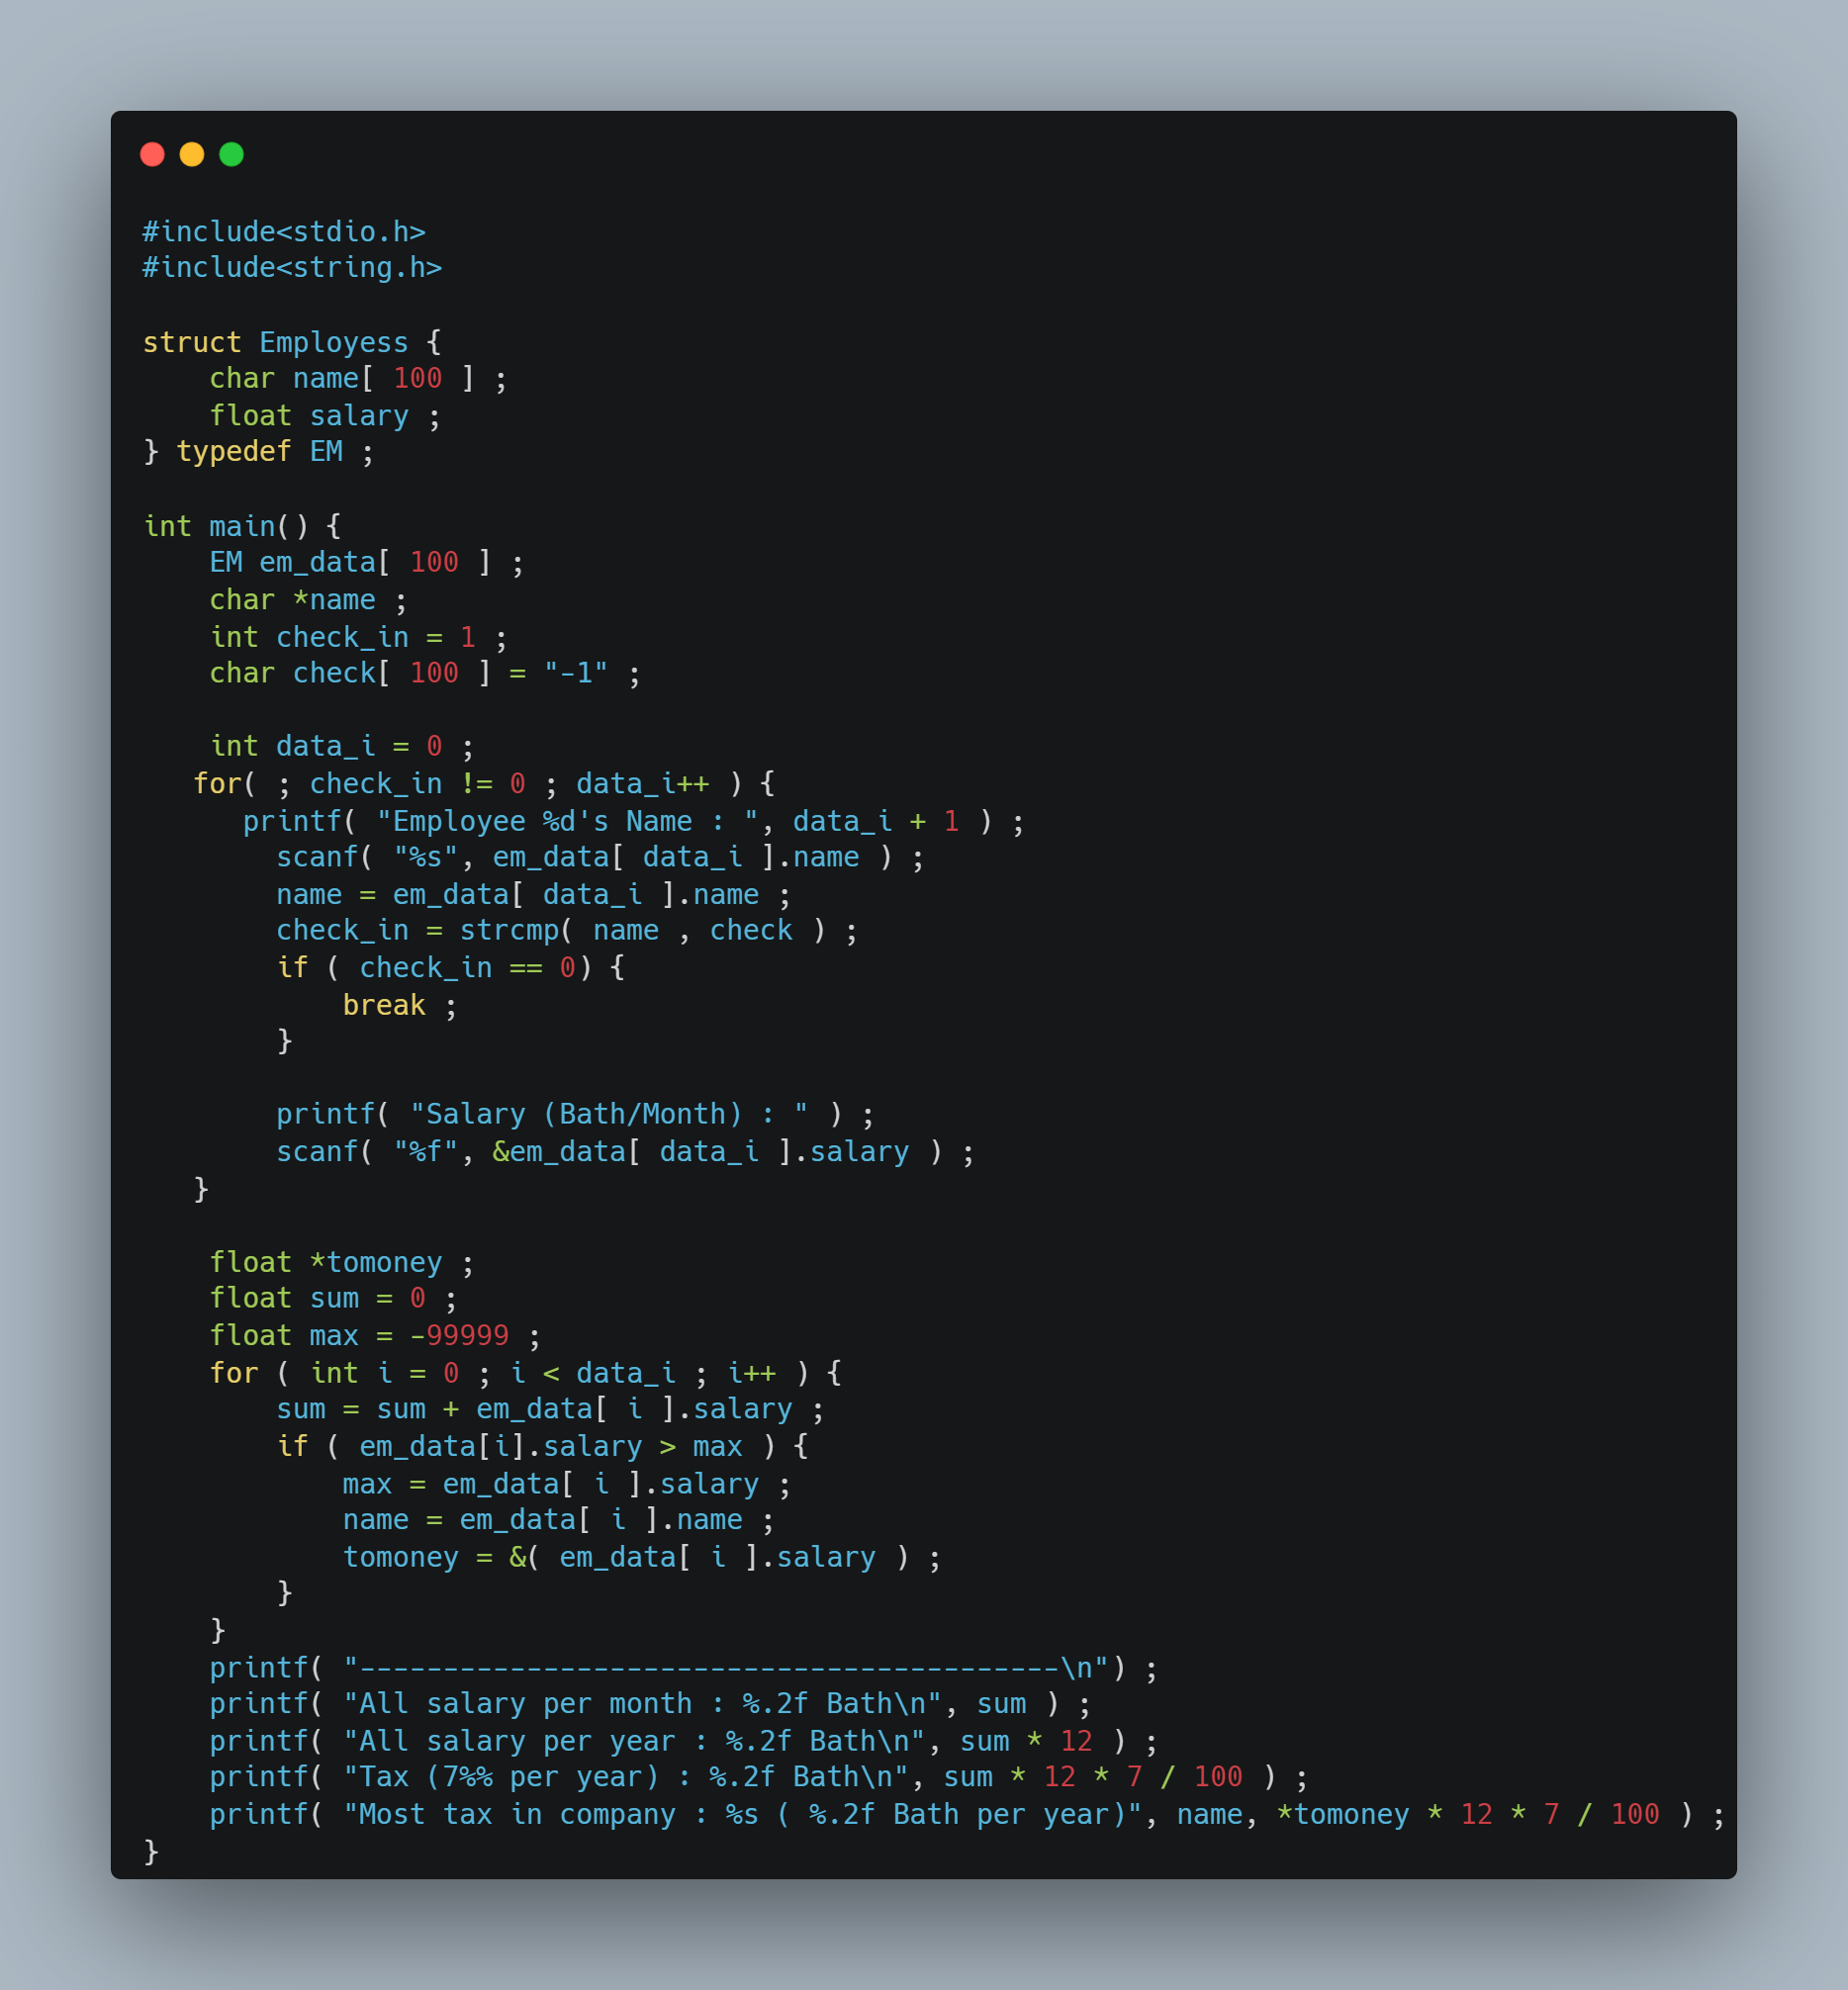 #include<stdio.h>
#include<string.h>

struct Employess {
    char name[ 100 ] ;
    float salary ;
} typedef EM ;

int main() {
    EM em_data[ 100 ] ;
    char *name ;
    int check_in = 1 ;
    char check[ 100 ] = "-1" ;

    int data_i = 0 ;
   for( ; check_in != 0 ; data_i++ ) {
      printf( "Employee %d's Name : ", data_i + 1 ) ;
        scanf( "%s", em_data[ data_i ].name ) ;
        name = em_data[ data_i ].name ;
        check_in = strcmp( name , check ) ;
        if ( check_in == 0) {
            break ;
        }

        printf( "Salary (Bath/Month) : " ) ;
        scanf( "%f", &em_data[ data_i ].salary ) ;
   }

    float *tomoney ;
    float sum = 0 ;
    float max = -99999 ;
    for ( int i = 0 ; i < data_i ; i++ ) {
        sum = sum + em_data[ i ].salary ;
        if ( em_data[i].salary > max ) {
            max = em_data[ i ].salary ;
            name = em_data[ i ].name ;
            tomoney = &( em_data[ i ].salary ) ;
        }
    }
    printf( "------------------------------------------\n") ;
    printf( "All salary per month : %.2f Bath\n", sum ) ;
    printf( "All salary per year : %.2f Bath\n", sum * 12 ) ;
    printf( "Tax (7%% per year) : %.2f Bath\n", sum * 12 * 7 / 100 ) ;
    printf( "Most tax in company : %s ( %.2f Bath per year)", name, *tomoney * 12 * 7 / 100 ) ;
}